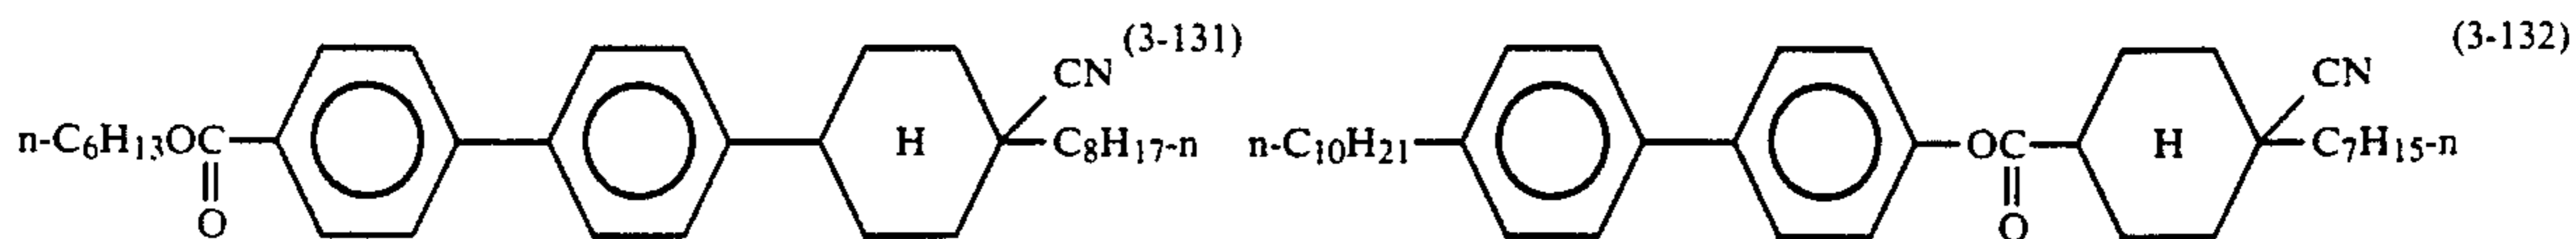 (3-131) (3-132)
CN CN
n-C6H13OC H C8H17-n n-C10H21 OC H C7H15-n
O O